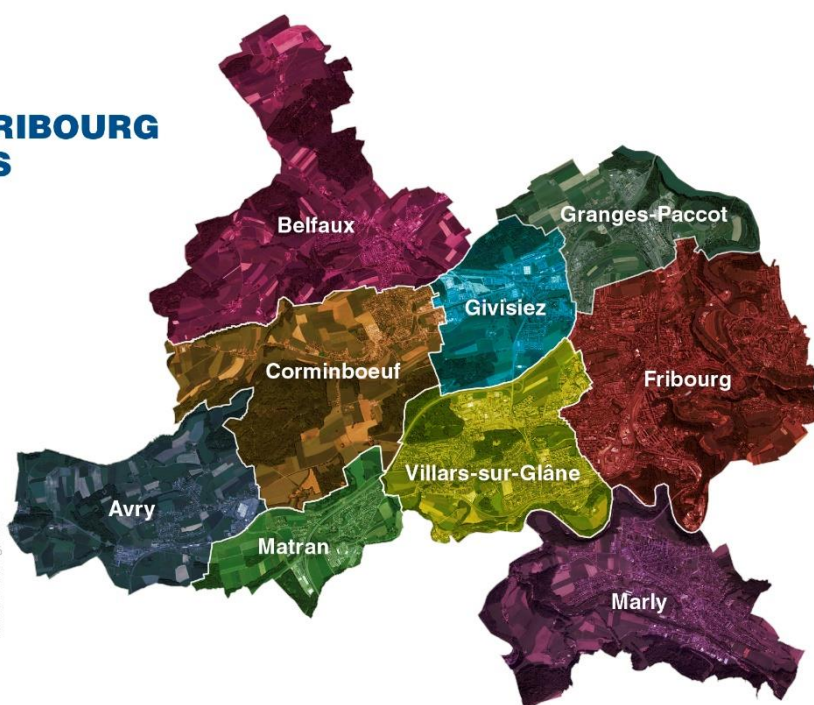 RIBOURG
S
Belfaux
Granges-Paccot
Givisiez
Corminboeuf
Fribourg
Villars-sur-Glâne
Avry
Matran
Marly